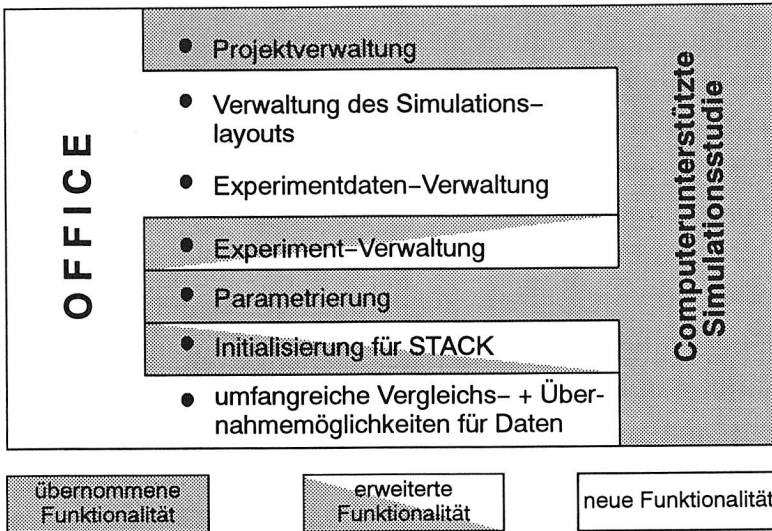 OFFICE
• Projektverwaltung
• Verwaltung des Simulations–
layouts
• Experimentdaten–Verwaltung
• Experiment–Verwaltung
• Parametrierung
• Initialisierung für STACK
• umfangreiche Vergleichs– + Über–
nahmemöglichkeiten für Daten
Computerunterstützte
Simulationsstudie
übernommene
Funktionalität
erweiterte
Funktionalität
neue Funktionalität